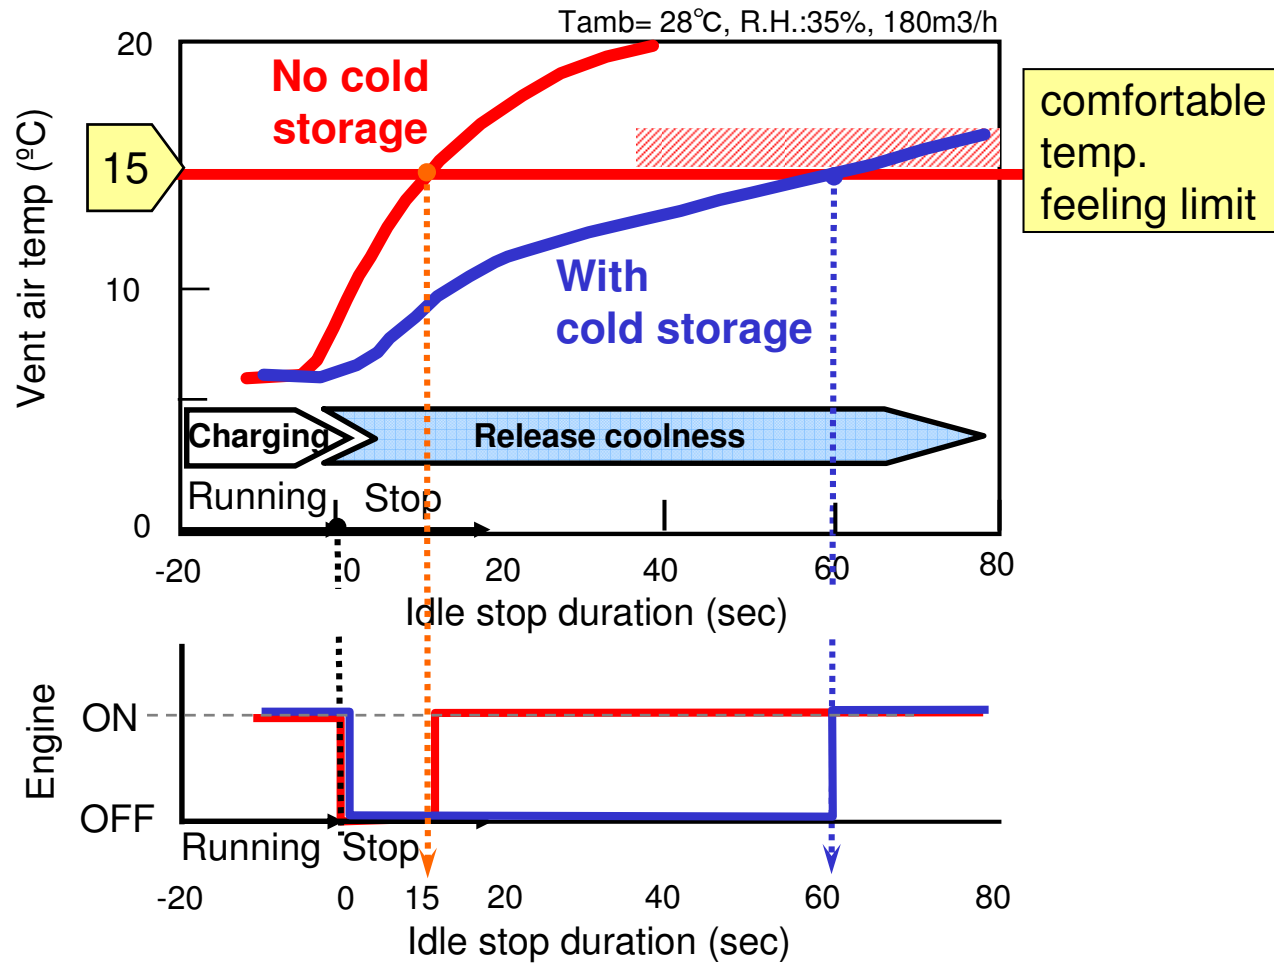 Tamb= 28℃, R.H.:35%, 180m3/h
20
No cold
storage
comfortable
temp.
feeling limit
15
Vent air temp (ºC)
10
With
cold storage
Charging
Release coolness
Running
Stop
0
-20
0
20
40
60
80
Idle stop duration (sec)
Engine
ON
OFF
Running
Stop
-20
0
15
20
40
60
80
Idle stop duration (sec)